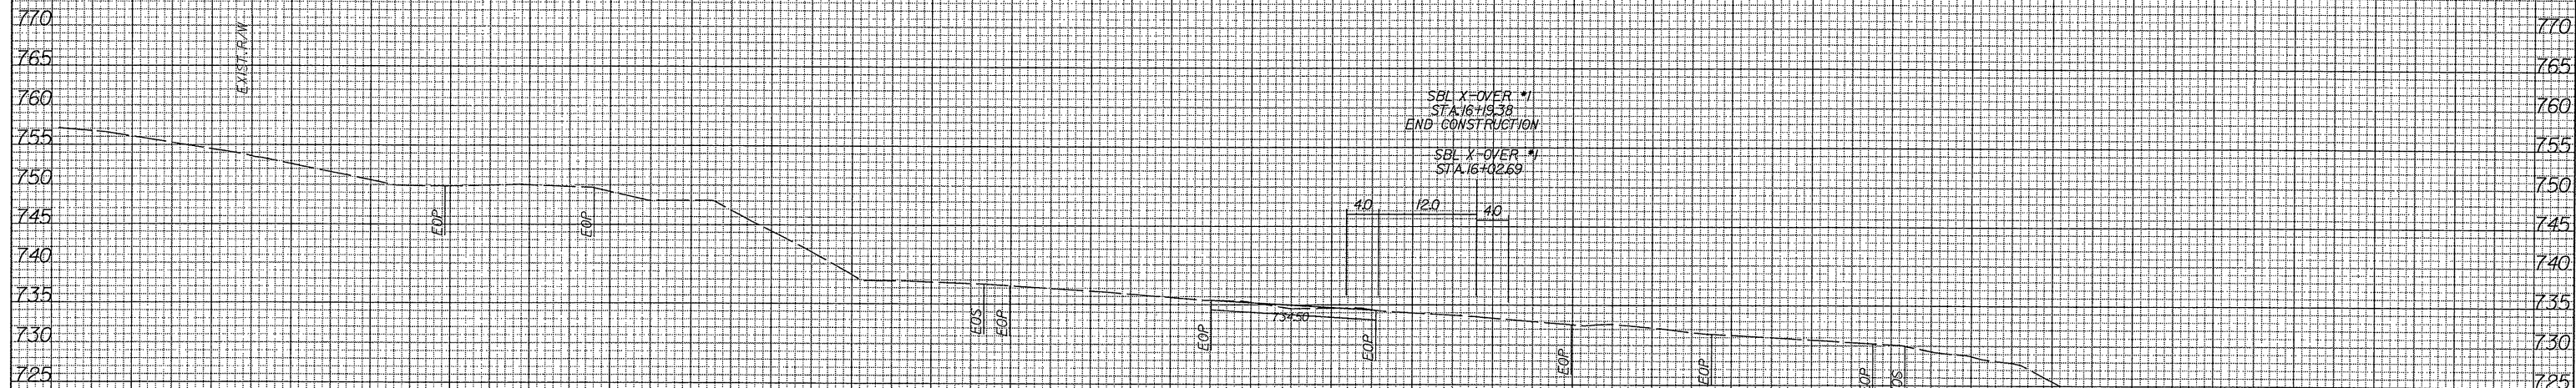 770
765
760
755
750
745
740
735
730
725
EXIST. R/W
EOP
EOP
EOS
EOP
EOP
734.50
EOP
SBL X-OVER #1
STA. 16+19.38
END CONSTRUCTION
SBL X-OVER #1
STA. 16+02.69
4.0
12.0
4.0
EOP
EOP
EOP
EOS
770
765
760
755
750
745
740
735
730
725